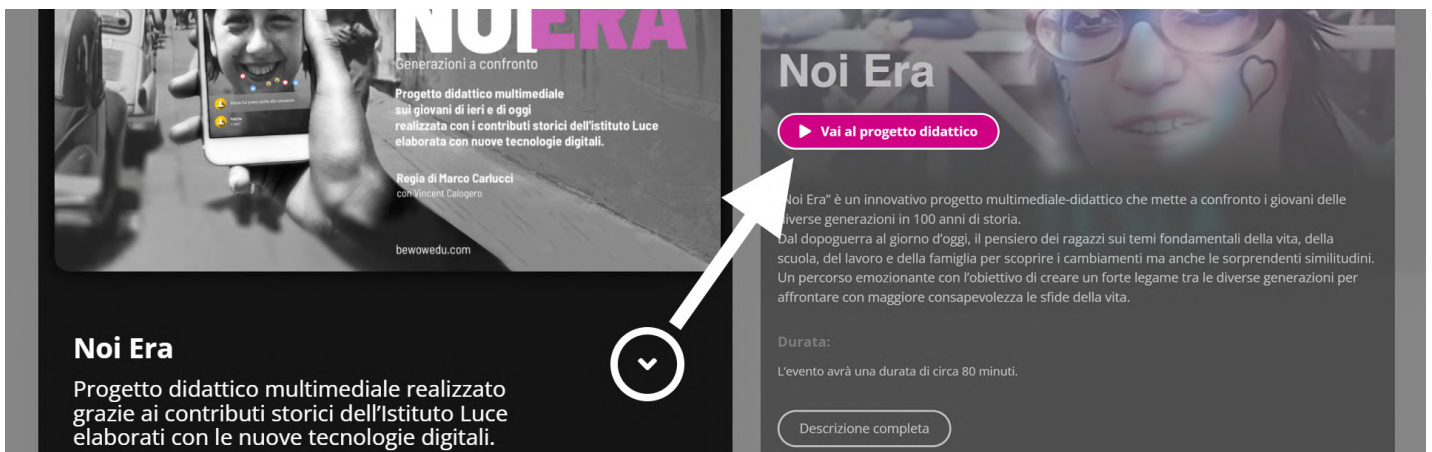 NOIERA
Generazioni a confronto
Progetto didattico multimediale
sui giovani di ieri e di oggi
realizzata con i contributi storici dell'istituto Luce
elaborata con nuove tecnologie digitali.
Regia di Marco Carlucci
con Vincent Calogero
bewowedu.com
Noi Era
Progetto didattico multimediale realizzato
grazie ai contributi storici dell'Istituto Luce
elaborati con le nuove tecnologie digitali.
Noi Era
Vai al progetto didattico
Noi Era" è un innovativo progetto multimediale-didattico che mette a confronto i giovani delle
diverse generazioni in 100 anni di storia.
Dal dopoguerra al giorno d'oggi, il pensiero dei ragazzi sui temi fondamentali della vita, della
scuola, del lavoro e della famiglia per scoprire i cambiamenti ma anche le sorprendenti similitudini.
Un percorso emozionante con l'obiettivo di creare un forte legame tra le diverse generazioni per
affrontare con maggiore consapevolezza le sfide della vita.
Durata:
L'evento avrà una durata di circa 80 minuti.
Descrizione completa